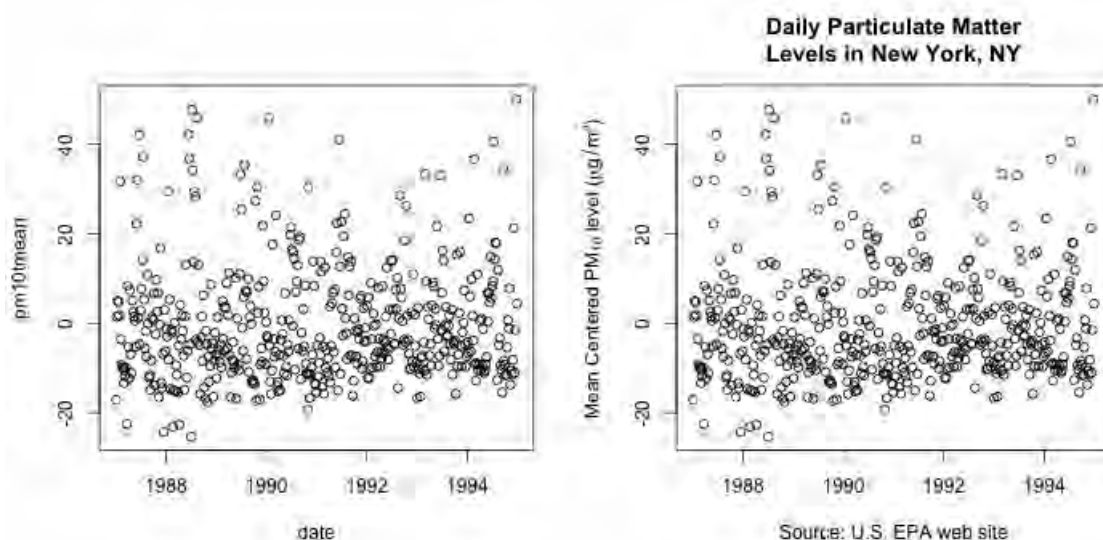 Daily Particulate Matter
Levels in New York, NY
pm10tmean
40
20
0
-20
1988 1990 1992 1994
date
Mean Centered PM₁₀ level (μg/m³)
40
20
0
-20
1988 1990 1992 1994
Source: U.S. EPA web site